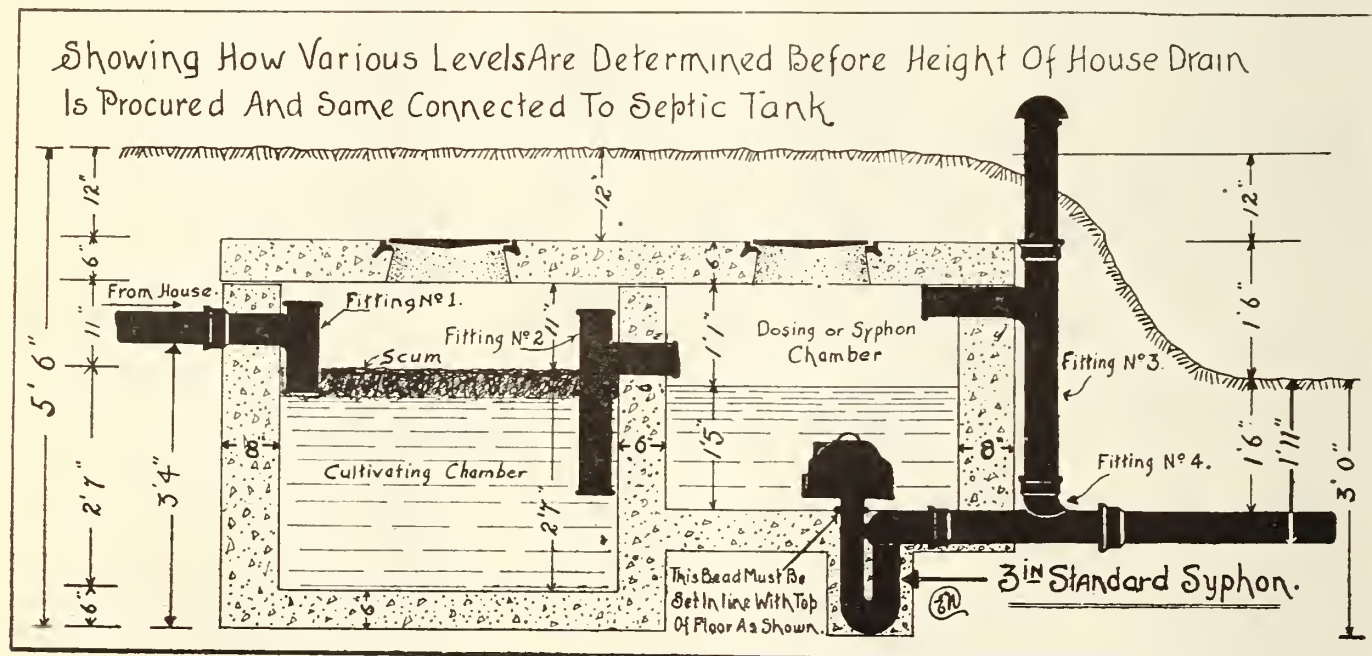 Showing How Various Levels Are Determined Before Height Of House Drain
Is Procured And Same Connected To Septic Tank
5' 6"
12"
6"
11"
2'7"
6"
3'4"
From House.
Fitting Nº 1.
Scum
Fitting Nº 2
11"
Cultivating Chamber
2'7"
8"
6"
6"
12"
6"
1'1"
1'5"
Dosing or Syphon
Chamber
8"
This Bead Must Be
Set In line With Top
Of Floor As Shown.
3IN Standard Syphon.
Fitting Nº 3.
Fitting Nº 4.
12"
1'6"
1'6"
1'11"
3'0"